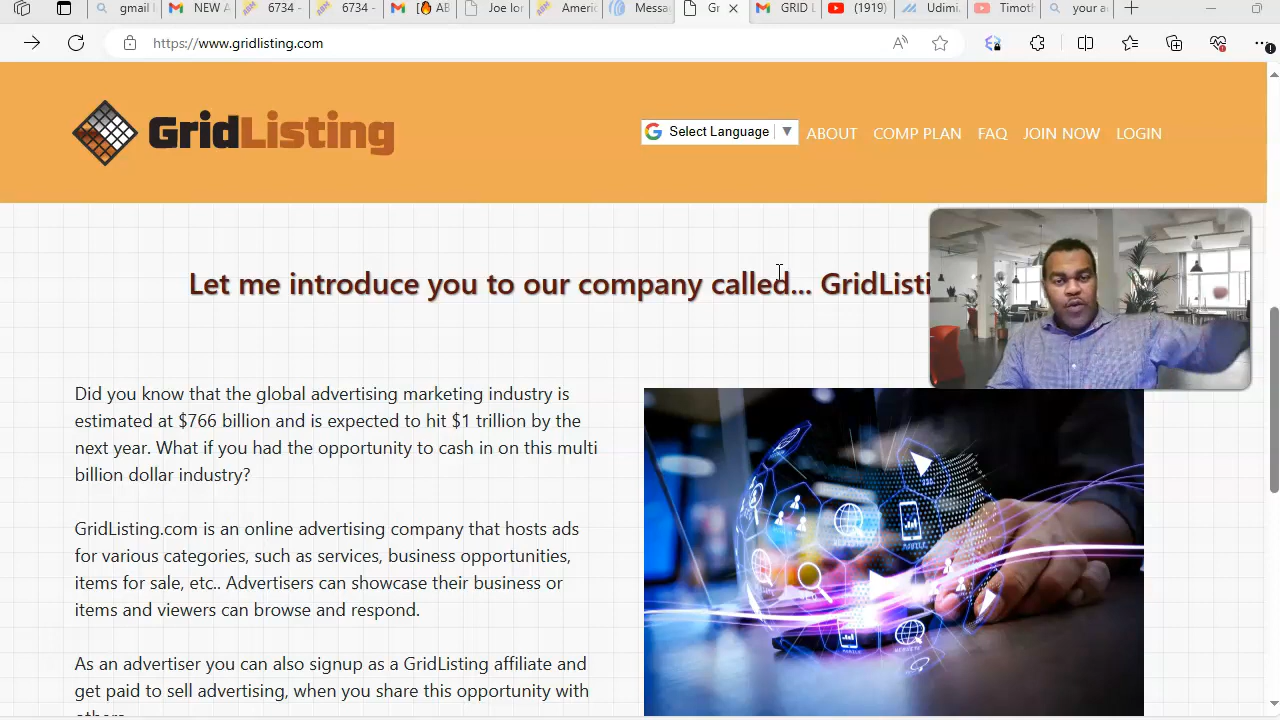 gmail
NEW A
6734 -
6734 -
AB
Joe lor
Americ
Messa
Gr
GRID L
(1919)
Udimi.
Timoth
your a
https://www.gridlisting.com
GridListing
Select Language
ABOUT
COMP PLAN
FAQ
JOIN NOW
LOGIN
Let me introduce you to our company called... GridListi
Did you know that the global advertising marketing industry is
estimated at $766 billion and is expected to hit $1 trillion by the
next year. What if you had the opportunity to cash in on this multi
billion dollar industry?
GridListing.com is an online advertising company that hosts ads
for various categories, such as services, business opportunities,
items for sale, etc.. Advertisers can showcase their business or
items and viewers can browse and respond.
As an advertiser you can also signup as a GridListing affiliate and
get paid to sell advertising, when you share this opportunity with
others.